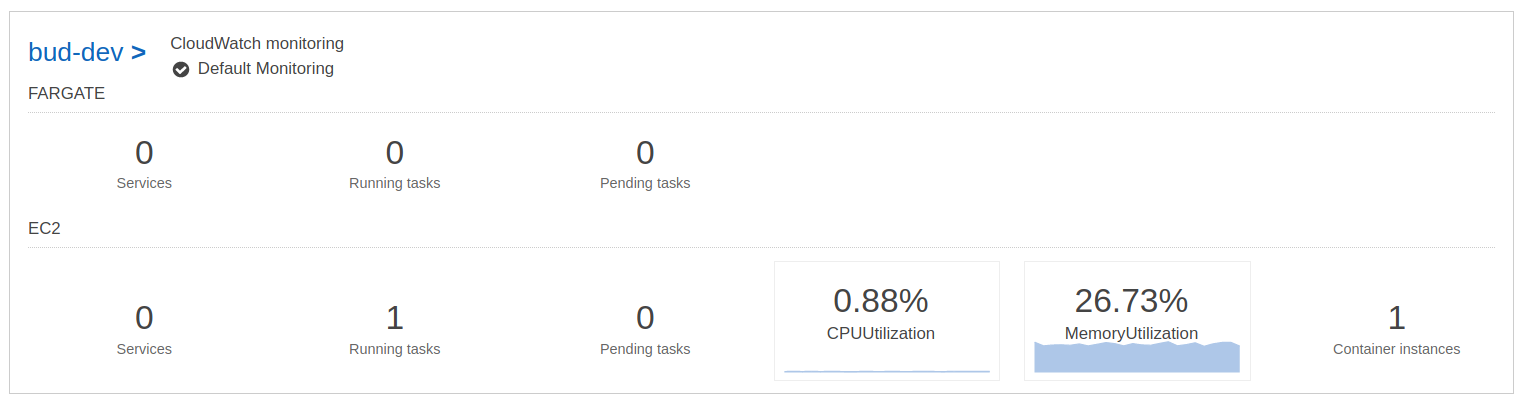 bud-dev >
CloudWatch monitoring
Default Monitoring
FARGATE
0
Services
0
Running tasks
0
Pending tasks
EC2
0
Services
1
Running tasks
0
Pending tasks
0.88%
CPUUtilization
26.73%
MemoryUtilization
1
Container instances